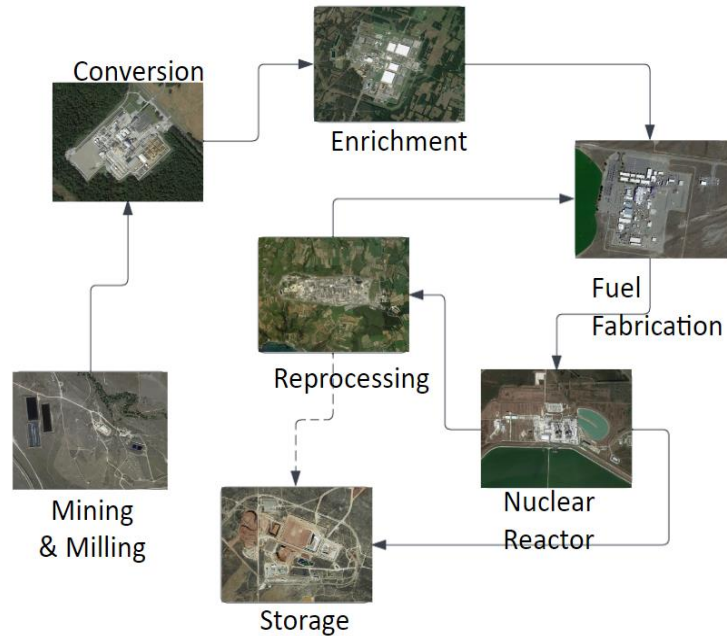 Conversion
Enrichment
Fuel
Fabrication
Reprocessing
Nuclear
Reactor
Mining
& Milling
Storage